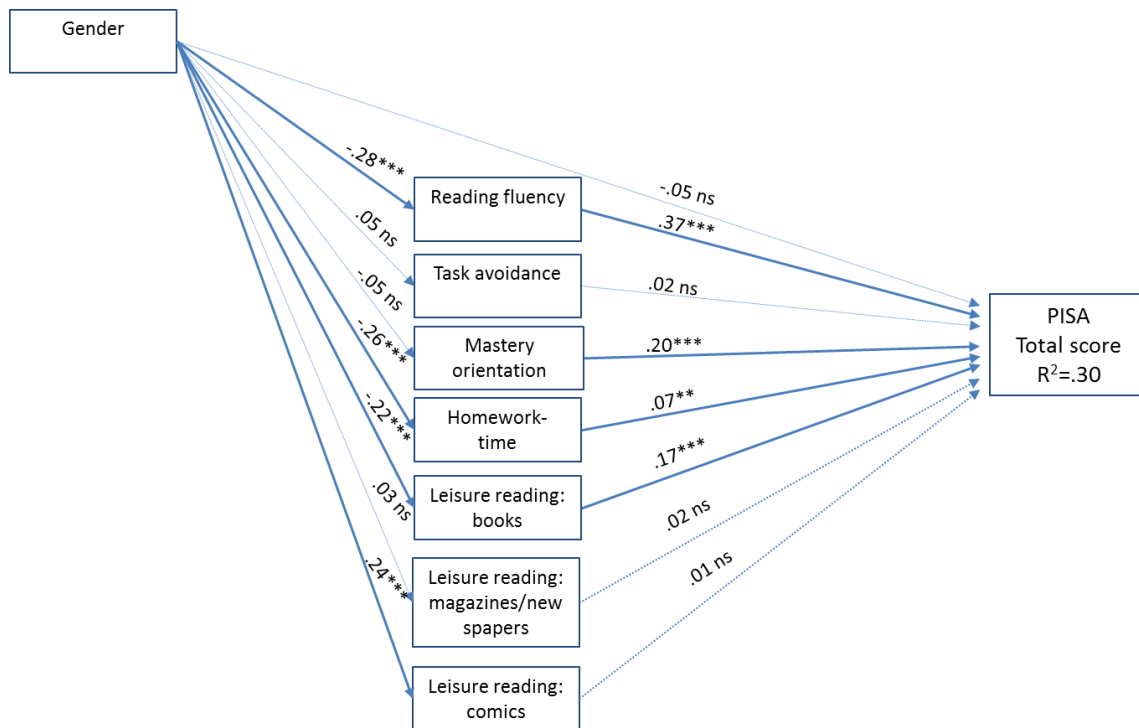 Gender
-.28***
Reading fluency
-.05 ns
.37***
.05 ns
Task avoidance
.02 ns
-.05 ns
Mastery
orientation
.20***
PISA
Total score
R²=.30
-.26***
Homework-
time
.07**
-.22***
Leisure reading:
books
.17***
.03 ns
Leisure reading:
magazines/new
spapers
.02 ns
.24***
Leisure reading:
comics
.01 ns